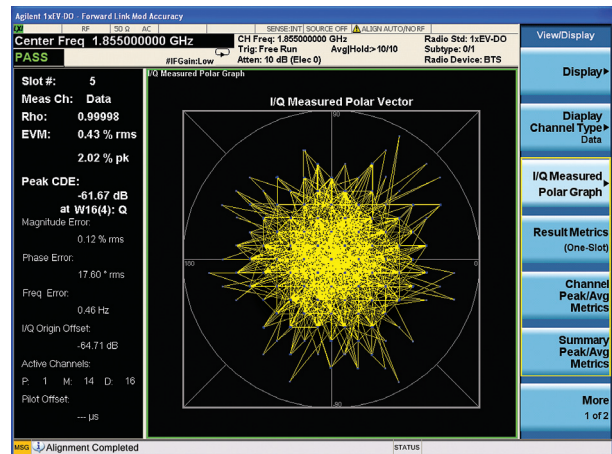 Agilent 1xEV-DO - Forward Link Mod Accuracy
RF 50 Ω AC SENSE:INT SOURCE OFF ALIGN AUTO/NO RF
Center Freq 1.855000000 GHz
CH Freq: 1.855000000 GHz Radio Std: 1xEV-DO
Trig: Free Run Avg|Hold:>10/10 Subtype: 0/1
PASS #IFGain:Low Atten: 10 dB (Elec 0) Radio Device: BTS
View/Display
Slot #: 5
Meas Ch: Data
Rho: 0.99998
EVM: 0.43 % rms
2.02 % pk
Peak CDE:
-61.67 dB
at W16(4): Q
Magnitude Error:
0.12 % rms
Phase Error:
17.60 ° rms
Freq Error:
0.46 Hz
I/Q Origin Offset:
-64.71 dB
Active Channels:
P: 1 M: 14 D: 16
Pilot Offset:
--- µs
I/Q Measured Polar Graph
I/Q Measured Polar Vector
90
180
0
-90
Display
Diaplay
Channel Type
Data
I/Q Measured
Polar Graph
Result Metrics
(One-Slot)
Channel
Peak/Avg
Metrics
Summary
Peak/Avg
Metrics
More
1 of 2
MSG Alignment Completed STATUS